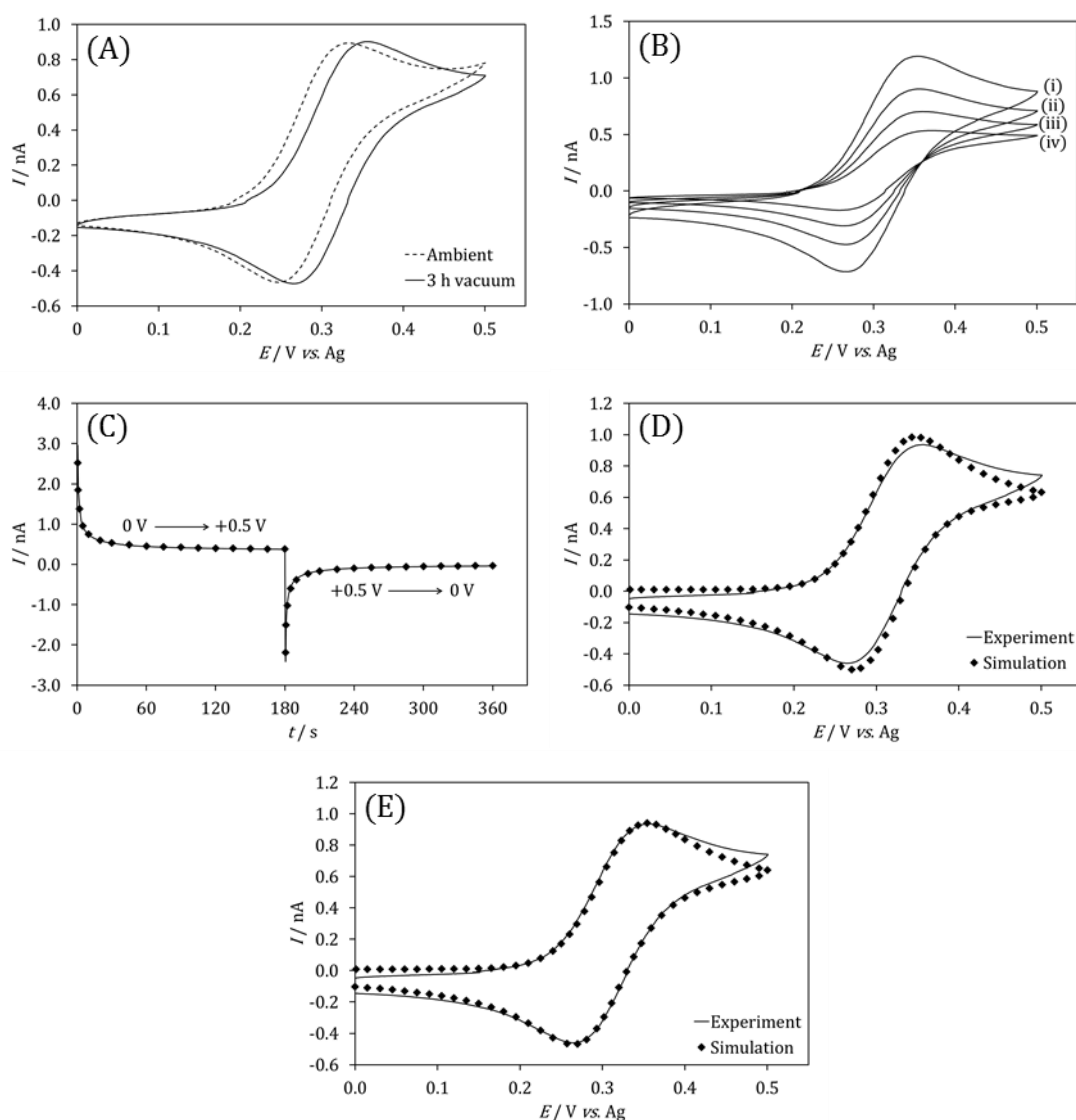 (A)
1.0
0.8
0.6
0.4
0.2
0.0
-0.2
-0.4
-0.6
I / nA
Ambient
3 h vacuum
0 0.1 0.2 0.3 0.4 0.5
E / V vs. Ag
(B)
1.5
1.0
0.5
0.0
-0.5
-1.0
I / nA
(i)
(ii)
(iii)
(iv)
0 0.1 0.2 0.3 0.4 0.5
E / V vs. Ag
(C)
4.0
3.0
2.0
1.0
0.0
-1.0
-2.0
-3.0
I / nA
0 V ⟶ +0.5 V
+0.5 V ⟶ 0 V
0 60 120 180 240 300 360
t / s
(D)
1.2
1.0
0.8
0.6
0.4
0.2
0.0
-0.2
-0.4
-0.6
I / nA
Experiment
Simulation
0.0 0.1 0.2 0.3 0.4 0.5
E / V vs. Ag
(E)
1.2
1.0
0.8
0.6
0.4
0.2
0.0
-0.2
-0.4
-0.6
I / nA
Experiment
Simulation
0.0 0.1 0.2 0.3 0.4 0.5
E / V vs. Ag